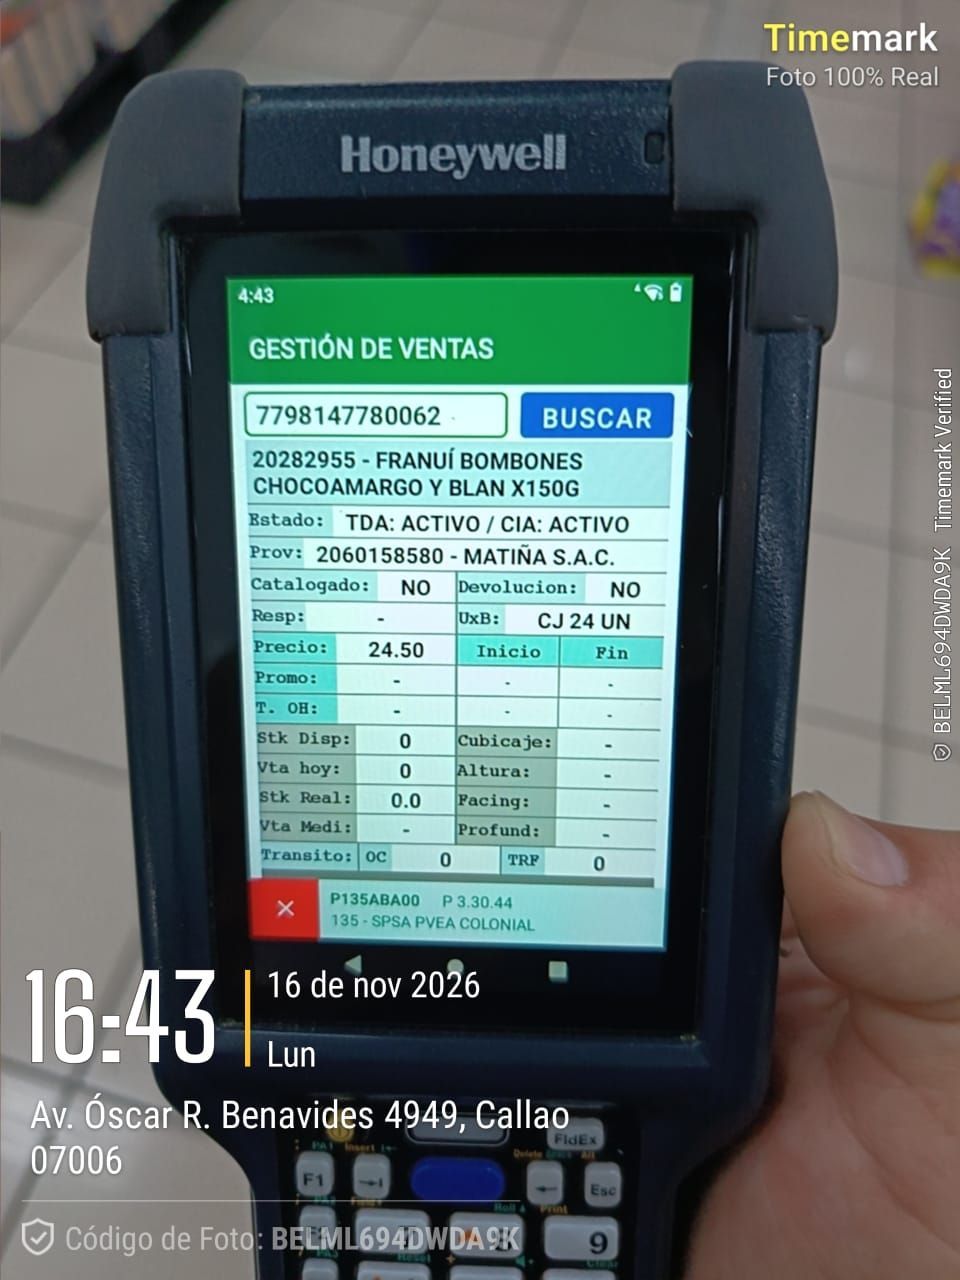 Timemark
Foto 100% Real
Honeywell
4:43
GESTIÓN DE VENTAS
7798147780062
BUSCAR
20282955 - FRANUÍ BOMBONES
CHOCOAMARGO Y BLAN X150G
Estado: TDA: ACTIVO / CIA: ACTIVO
Prov: 2060158580 - MATIÑA S.A.C.
Catalogado: NO Devolucion: NO
Resp: - UxB: CJ 24 UN
Precio: 24.50 Inicio Fin
Promo: - - -
T. OH: - - -
Stk Disp: 0 Cubicaje: -
Vta hoy: 0 Altura: -
Stk Real: 0.0 Facing: -
Vta Medi: - Profund: -
Transito: OC 0 TRF 0
P135ABA00 P 3.30.44
135 - SPSA PVEA COLONIAL
16:43
16 de nov 2026
Lun
Av. Óscar R. Benavides 4949, Callao
07006
FldEx
Insert
Delete
F1
Esc
Print
9
Código de Foto: BELML694DWDA9K
BELML694DWDA9K Timemark Verified